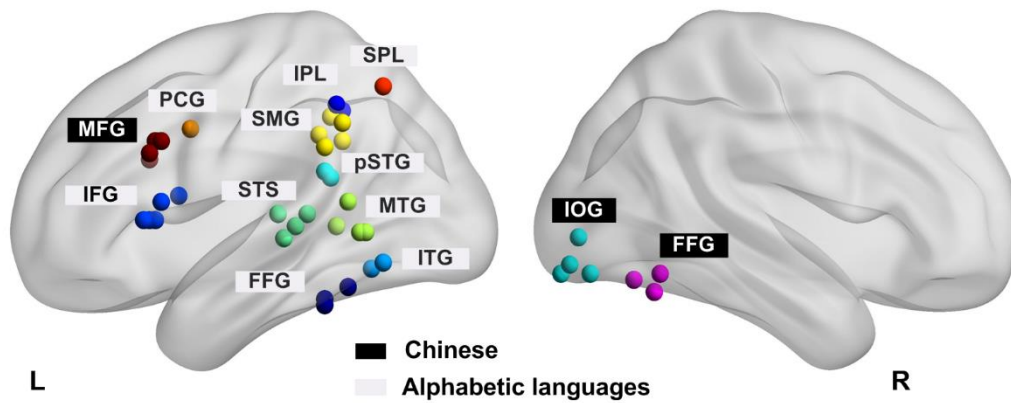 SPL
IPL
PCG
SMG
MFG
pSTG
IFG
STS
MTG
ITG
FFG
IOG
FFG
Chinese
Alphabetic languages
L
R